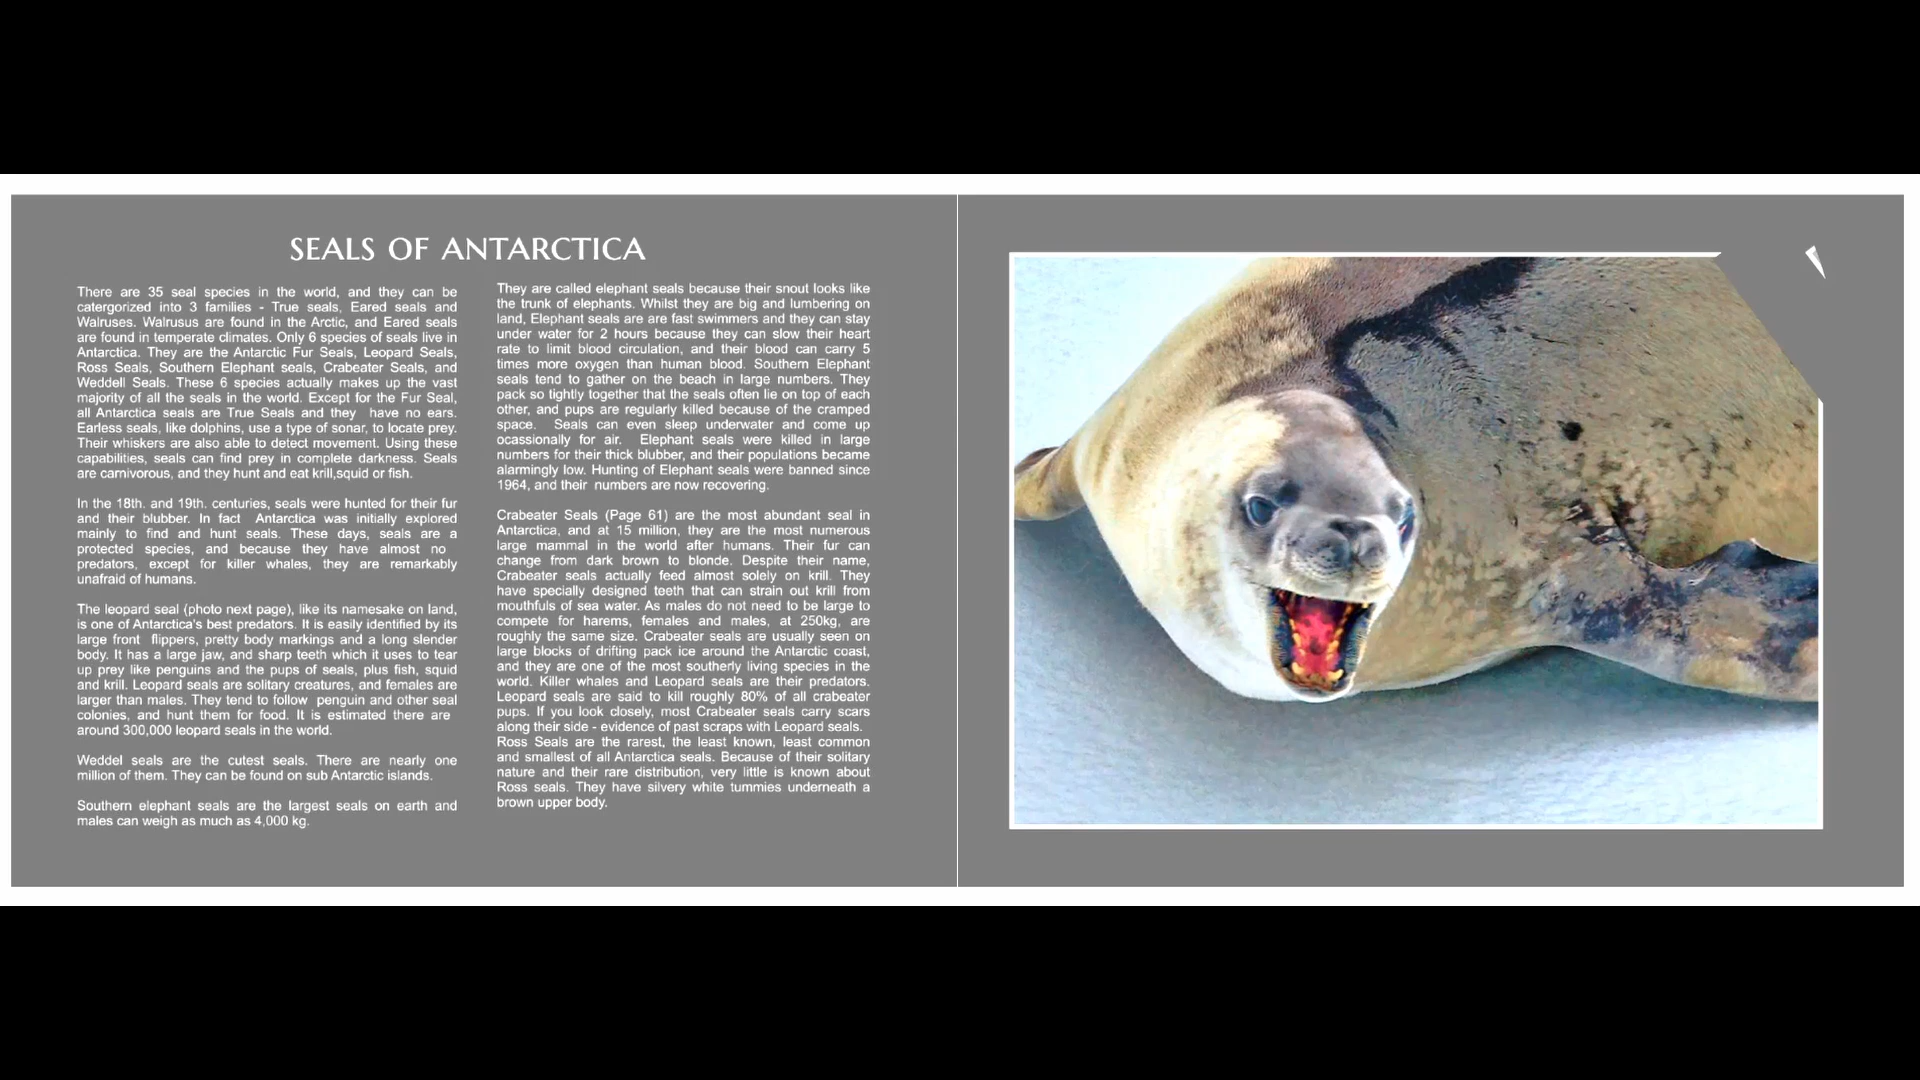 SEALS OF ANTARCTICA
There are 35 seal species in the world, and they can be
catergorized into 3 families - True seals, Eared seals and
Walruses. Walrusus are found in the Arctic, and Eared seals
are found in temperate climates. Only 6 species of seals live in
Antarctica. They are the Antarctic Fur Seals, Leopard Seals,
Ross Seals, Southern Elephant seals, Crabeater Seals, and
Weddell Seals. These 6 species actually makes up the vast
majority of all the seals in the world. Except for the Fur Seal,
all Antarctica seals are True Seals and they have no ears.
Earless seals, like dolphins, use a type of sonar, to locate prey.
Their whiskers are also able to detect movement. Using these
capabilities, seals can find prey in complete darkness. Seals
are carnivorous, and they hunt and eat krill,squid or fish.
In the 18th. and 19th. centuries, seals were hunted for their fur
and their blubber. In fact Antarctica was initially explored
mainly to find and hunt seals. These days, seals are a
protected species, and because they have almost no
predators, except for killer whales, they are remarkably
unafraid of humans.
The leopard seal (photo next page), like its namesake on land,
is one of Antarctica's best predators. It is easily identified by its
large front flippers, pretty body markings and a long slender
body. It has a large jaw, and sharp teeth which it uses to tear
up prey like penguins and the pups of seals, plus fish, squid
and krill. Leopard seals are solitary creatures, and females are
larger than males. They tend to follow penguin and other seal
colonies, and hunt them for food. It is estimated there are
around 300,000 leopard seals in the world.
Weddel seals are the cutest seals. There are nearly one
million of them. They can be found on sub Antarctic islands.
Southern elephant seals are the largest seals on earth and
males can weigh as much as 4,000 kg.
They are called elephant seals because their snout looks like
the trunk of elephants. Whilst they are big and lumbering on
land, Elephant seals are are fast swimmers and they can stay
under water for 2 hours because they can slow their heart
rate to limit blood circulation, and their blood can carry 5
times more oxygen than human blood. Southern Elephant
seals tend to gather on the beach in large numbers. They
pack so tightly together that the seals often lie on top of each
other, and pups are regularly killed because of the cramped
space. Seals can even sleep underwater and come up
ocassionally for air. Elephant seals were killed in large
numbers for their thick blubber, and their populations became
alarmingly low. Hunting of Elephant seals were banned since
1964, and their numbers are now recovering.
Crabeater Seals (Page 61) are the most abundant seal in
Antarctica, and at 15 million, they are the most numerous
large mammal in the world after humans. Their fur can
change from dark brown to blonde. Despite their name,
Crabeater seals actually feed almost solely on krill. They
have specially designed teeth that can strain out krill from
mouthfuls of sea water. As males do not need to be large to
compete for harems, females and males, at 250kg, are
roughly the same size. Crabeater seals are usually seen on
large blocks of drifting pack ice around the Antarctic coast,
and they are one of the most southerly living species in the
world. Killer whales and Leopard seals are their predators.
Leopard seals are said to kill roughly 80% of all crabeater
pups. If you look closely, most Crabeater seals carry scars
along their side - evidence of past scraps with Leopard seals.
Ross Seals are the rarest, the least known, least common
and smallest of all Antarctica seals. Because of their solitary
nature and their rare distribution, very little is known about
Ross seals. They have silvery white tummies underneath a
brown upper body.